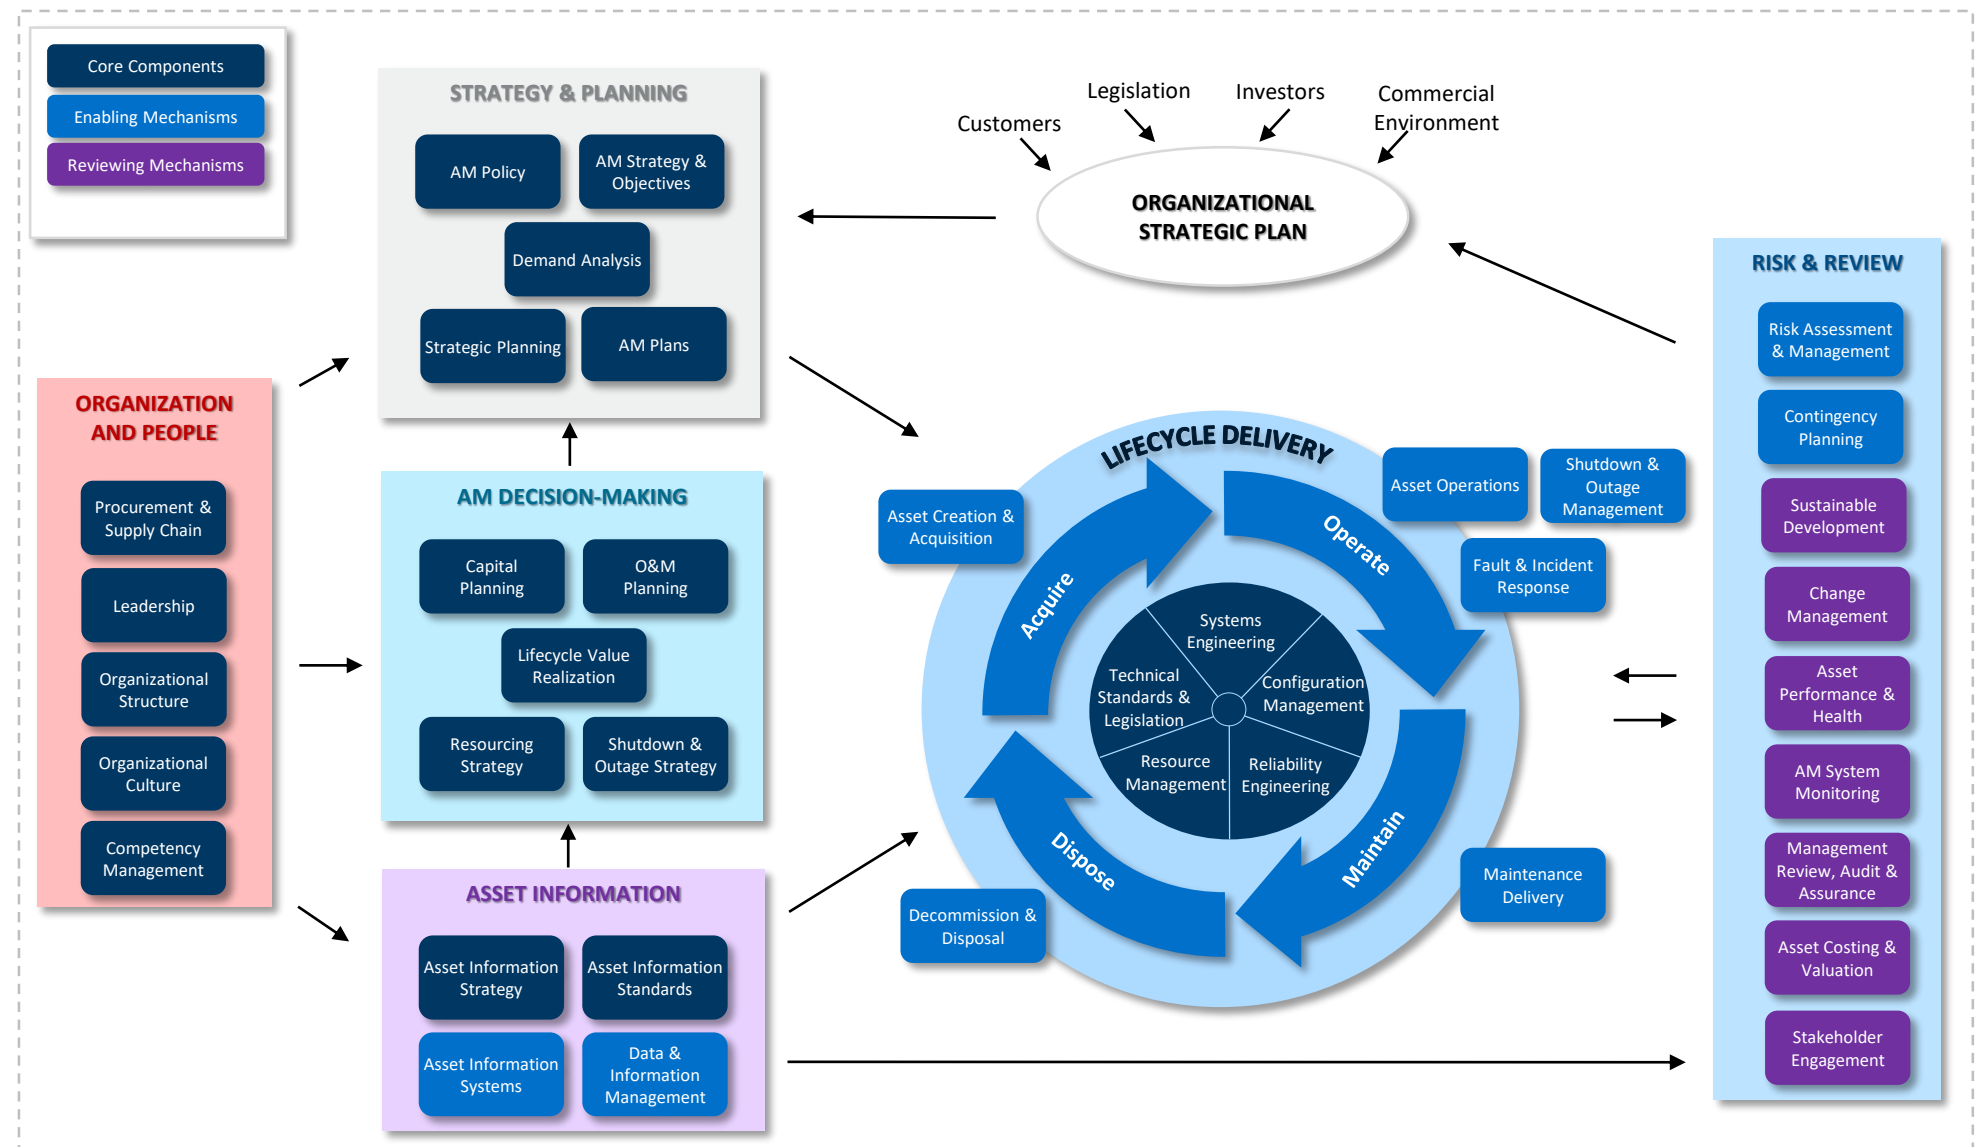 Core Components
Enabling Mechanisms
Reviewing Mechanisms
STRATEGY & PLANNING
AM Policy
AM Strategy &
Objectives
Demand Analysis
Strategic Planning
AM Plans
Customers
Legislation
Investors
Commercial
Environment
ORGANIZATIONAL
STRATEGIC PLAN
ORGANIZATION
AND PEOPLE
Procurement &
Supply Chain
Leadership
Organizational
Structure
Organizational
Culture
Competency
Management
AM DECISION-MAKING
Capital
Planning
O&M
Planning
Lifecycle Value
Realization
Resourcing
Strategy
Shutdown &
Outage Strategy
ASSET INFORMATION
Asset Information
Strategy
Asset Information
Standards
Asset Information
Systems
Data &
Information
Management
LIFECYCLE DELIVERY
Asset Creation &
Acquisition
Asset Operations
Shutdown &
Outage
Management
Fault & Incident
Response
Maintenance
Delivery
Decommission &
Disposal
Acquire
Operate
Maintain
Dispose
Systems
Engineering
Configuration
Management
Reliability
Engineering
Resource
Management
Technical
Standards &
Legislation
RISK & REVIEW
Risk Assessment
& Management
Contingency
Planning
Sustainable
Development
Change
Management
Asset
Performance &
Health
AM System
Monitoring
Management
Review, Audit &
Assurance
Asset Costing &
Valuation
Stakeholder
Engagement